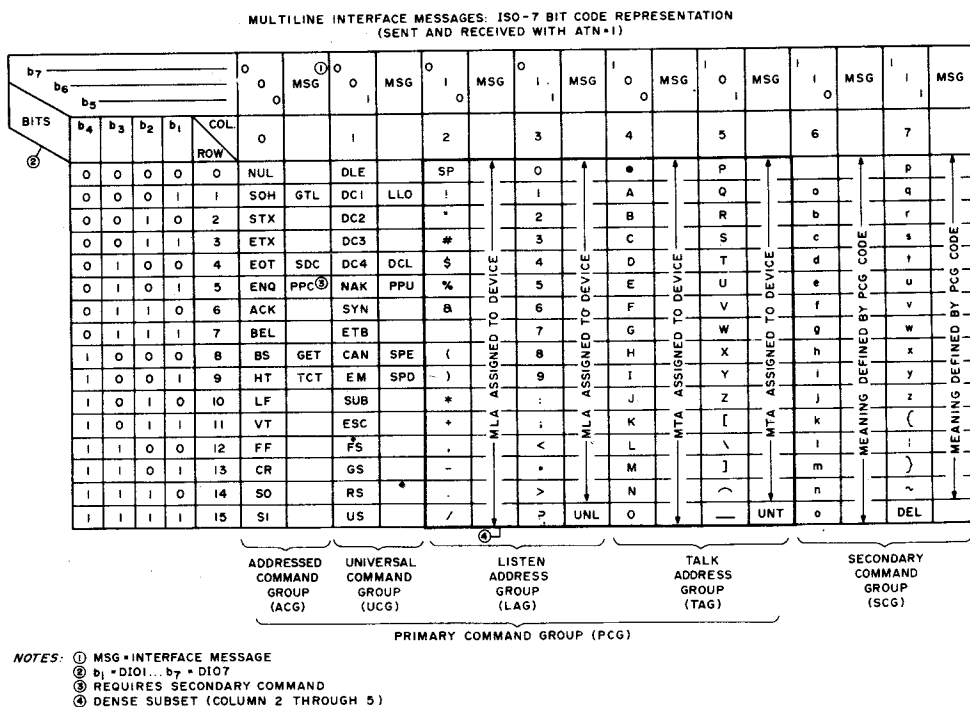 MULTILINE INTERFACE MESSAGES: ISO-7 BIT CODE REPRESENTATION
(SENT AND RECEIVED WITH ATN=1)
b7 0 0 MSG ① 0 0 MSG 0 1 MSG 0 1 MSG 1 0 MSG 1 0 MSG 1 1 MSG 1 1 MSG
b6
b5 0 1 0 1 0 1 0 1
BITS b4 b3 b2 b1 COL. 0 1 2 3 4 5 6 7
② ROW
0 0 0 0 0 NUL DLE SP 0 @ P p
0 0 0 1 1 SOH GTL DC1 LLO ! 1 A Q a q
0 0 1 0 2 STX DC2 " 2 B R b r
0 0 1 1 3 ETX DC3 # 3 C S c s
0 1 0 0 4 EOT SDC DC4 DCL $ 4 D T d t
0 1 0 1 5 ENQ PPC③ NAK PPU % 5 E U e u
0 1 1 0 6 ACK SYN & 6 F V f v
0 1 1 1 7 BEL ETB 7 G W g w
1 0 0 0 8 BS GET CAN SPE ( 8 H X h x
1 0 0 1 9 HT TCT EM SPD ) 9 I Y i y
1 0 1 0 10 LF SUB * : J Z j z
1 0 1 1 11 VT ESC + ; K [ k {
1 1 0 0 12 FF FS , < L \ l |
1 1 0 1 13 CR GS - = M ] m }
1 1 1 0 14 SO RS . > N ⌒ n ~
1 1 1 1 15 SI US / ? UNL O _ UNT o DEL
MLA ASSIGNED TO DEVICE
MLA ASSIGNED TO DEVICE
MTA ASSIGNED TO DEVICE
MTA ASSIGNED TO DEVICE
MEANING DEFINED BY PCG CODE
MEANING DEFINED BY PCG CODE
④
ADDRESSED COMMAND GROUP (ACG)
UNIVERSAL COMMAND GROUP (UCG)
LISTEN ADDRESS GROUP (LAG)
TALK ADDRESS GROUP (TAG)
SECONDARY COMMAND GROUP (SCG)
PRIMARY COMMAND GROUP (PCG)
NOTES: ① MSG = INTERFACE MESSAGE
② b1 = DIO1... b7 = DIO7
③ REQUIRES SECONDARY COMMAND
④ DENSE SUBSET (COLUMN 2 THROUGH 5)